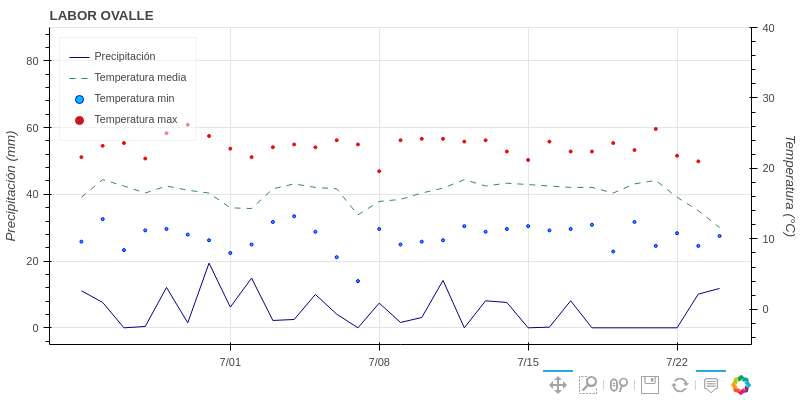 LABOR OVALLE
Precipitación
Temperatura media
Temperatura min
Temperatura max
80
60
40
20
0
Precipitación (mm)
40
30
20
10
0
Temperatura (°C)
7/01
7/08
7/15
7/22